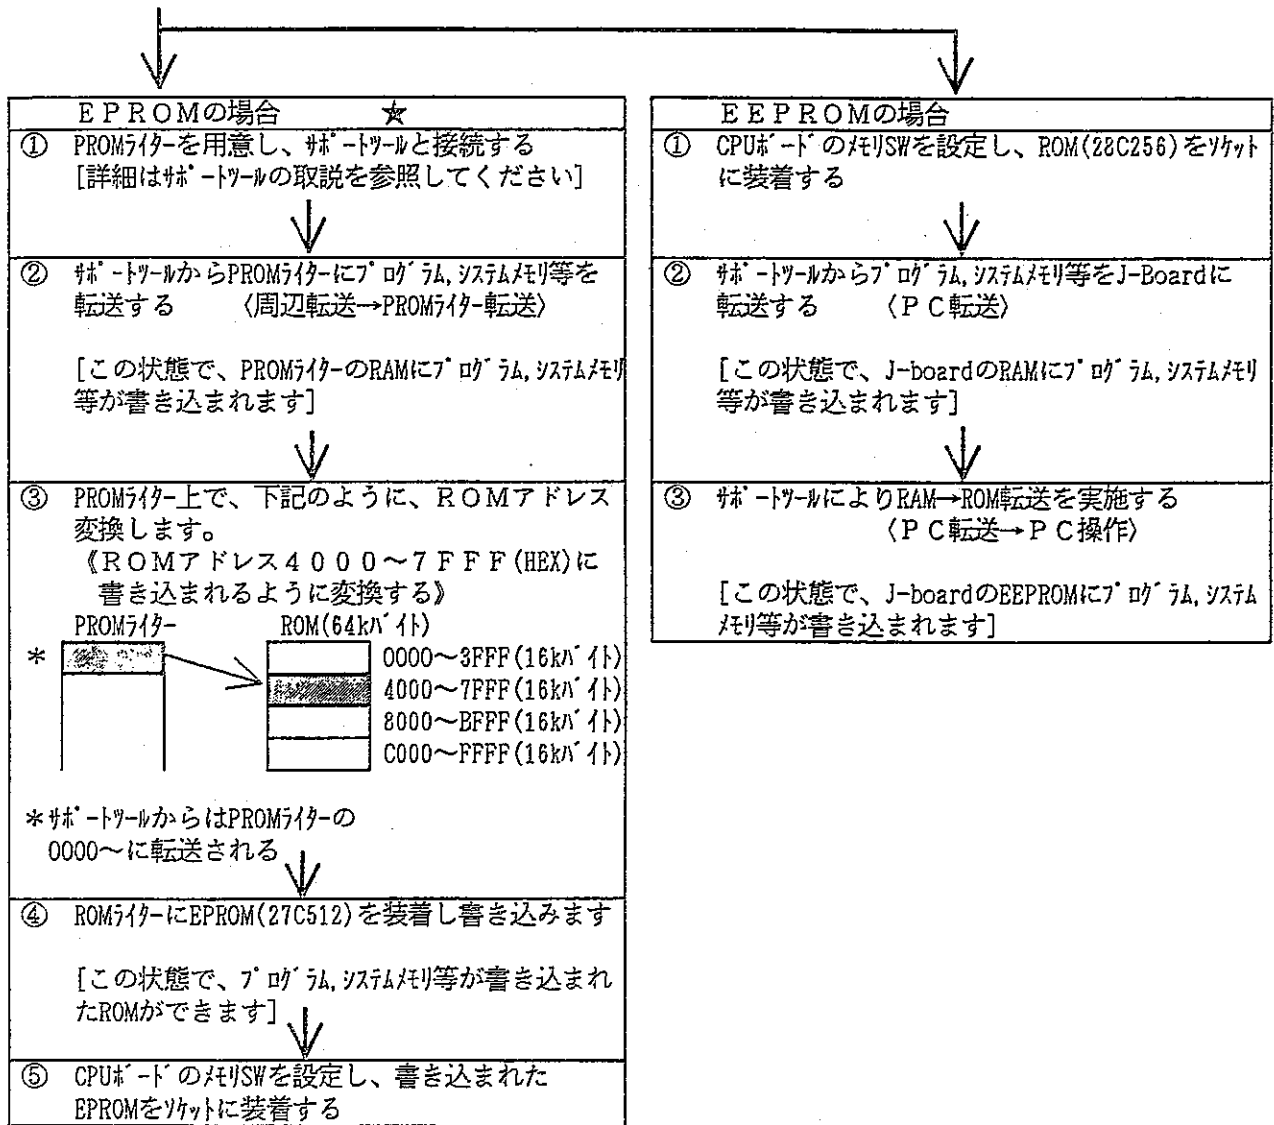 EPROMの場合 ☆
① PROMライターを用意し、サポートツールと接続する
[詳細はサポートツールの取説を参照してください]
② サポートツールからPROMライターにプログラム,システムメモリ等を
転送する 〈周辺転送→PROMライター転送〉
[この状態で、PROMライターのRAMにプログラム,システムメモリ
等が書き込まれます]
③ PROMライター上で、下記のように、ROMアドレス
変換します。
《ROMアドレス4000～7FFF(HEX)に
書き込まれるように変換する》
PROMライター ROM(64kバイト)
* 0000～3FFF(16kバイト)
4000～7FFF(16kバイト)
8000～BFFF(16kバイト)
C000～FFFF(16kバイト)
*サポートツールからはPROMライターの
0000～に転送される
④ ROMライターにEPROM(27C512)を装着し書き込みます
[この状態で、プログラム,システムメモリ等が書き込まれ
たROMができます]
⑤ CPUボードのメモリSWを設定し、書き込まれた
EPROMをソケットに装着する
EEPROMの場合
① CPUボードのメモリSWを設定し、ROM(28C256)をソケット
に装着する
② サポートツールからプログラム,システムメモリ等をJ-Boardに
転送する 〈PC転送〉
[この状態で、J-boardのRAMにプログラム,システムメモリ
等が書き込まれます]
③ サポートツールによりRAM→ROM転送を実施する
〈PC転送→PC操作〉
[この状態で、J-boardのEEPROMにプログラム,システム
メモリ等が書き込まれます]